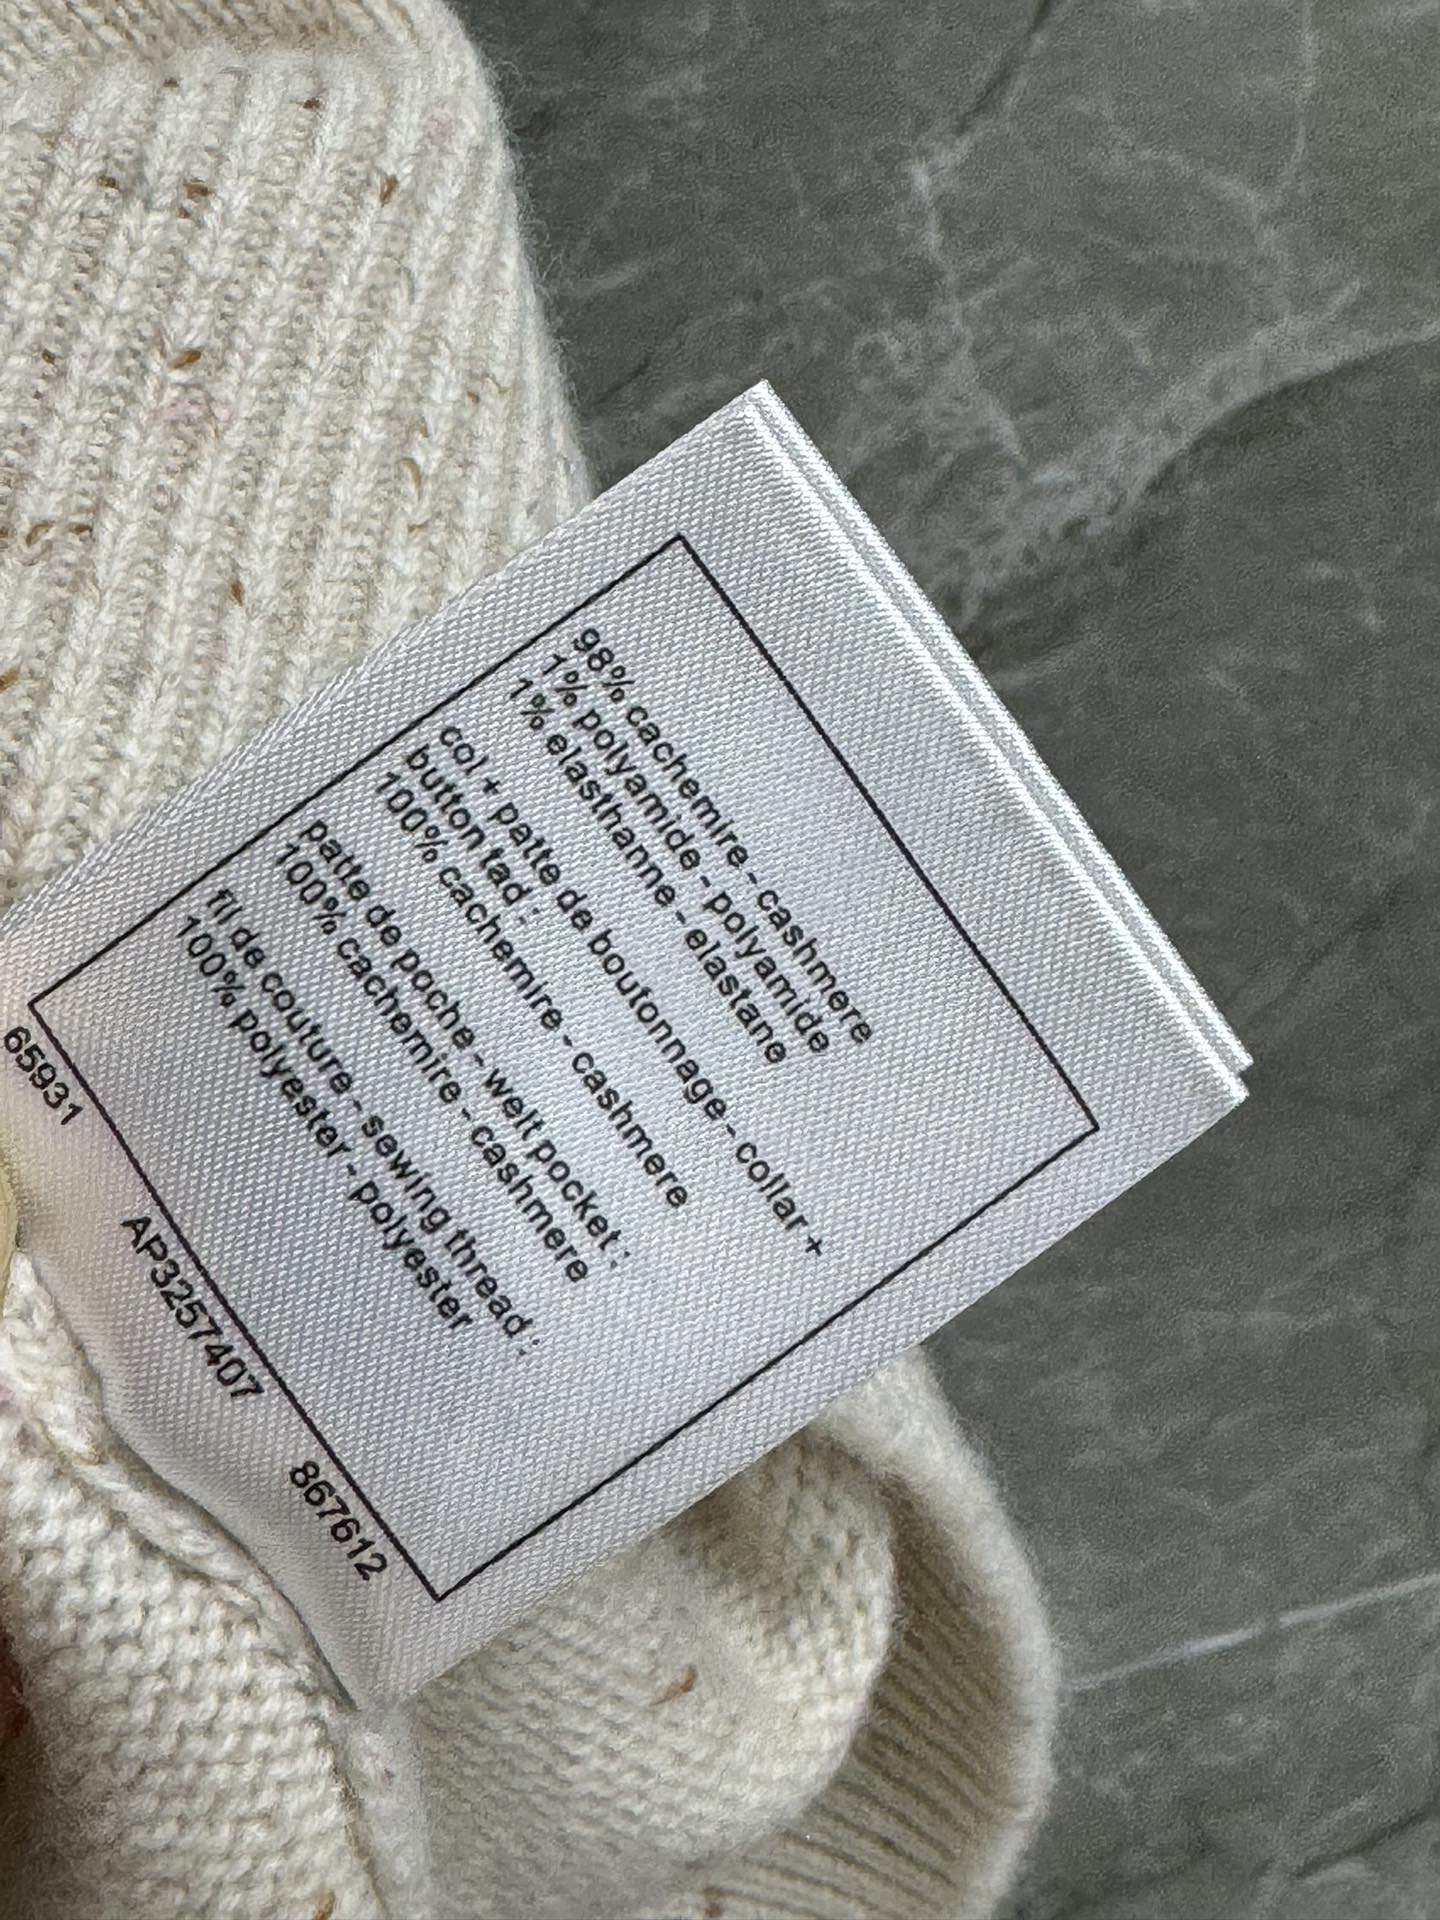 98% cachemire - cashmere
1% polyamide - polyamide
1% elasthanne - elastane
col + patte de boutonnage - collar +
button tad :
100% cachemire - cashmere
patte de poche - welt pocket :
100% cachemire - cashmere
fil de couture - sewing thread :
100% polyester - polyester
65931 AP3257407 867612